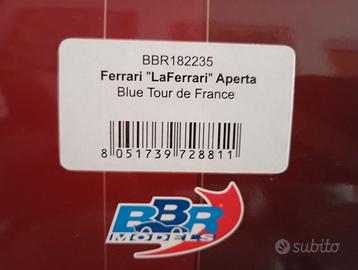 BBR182235
Ferrari "LaFerrari" Aperta
Blue Tour de France
8 051739 728811
BBR
MODELS
subito